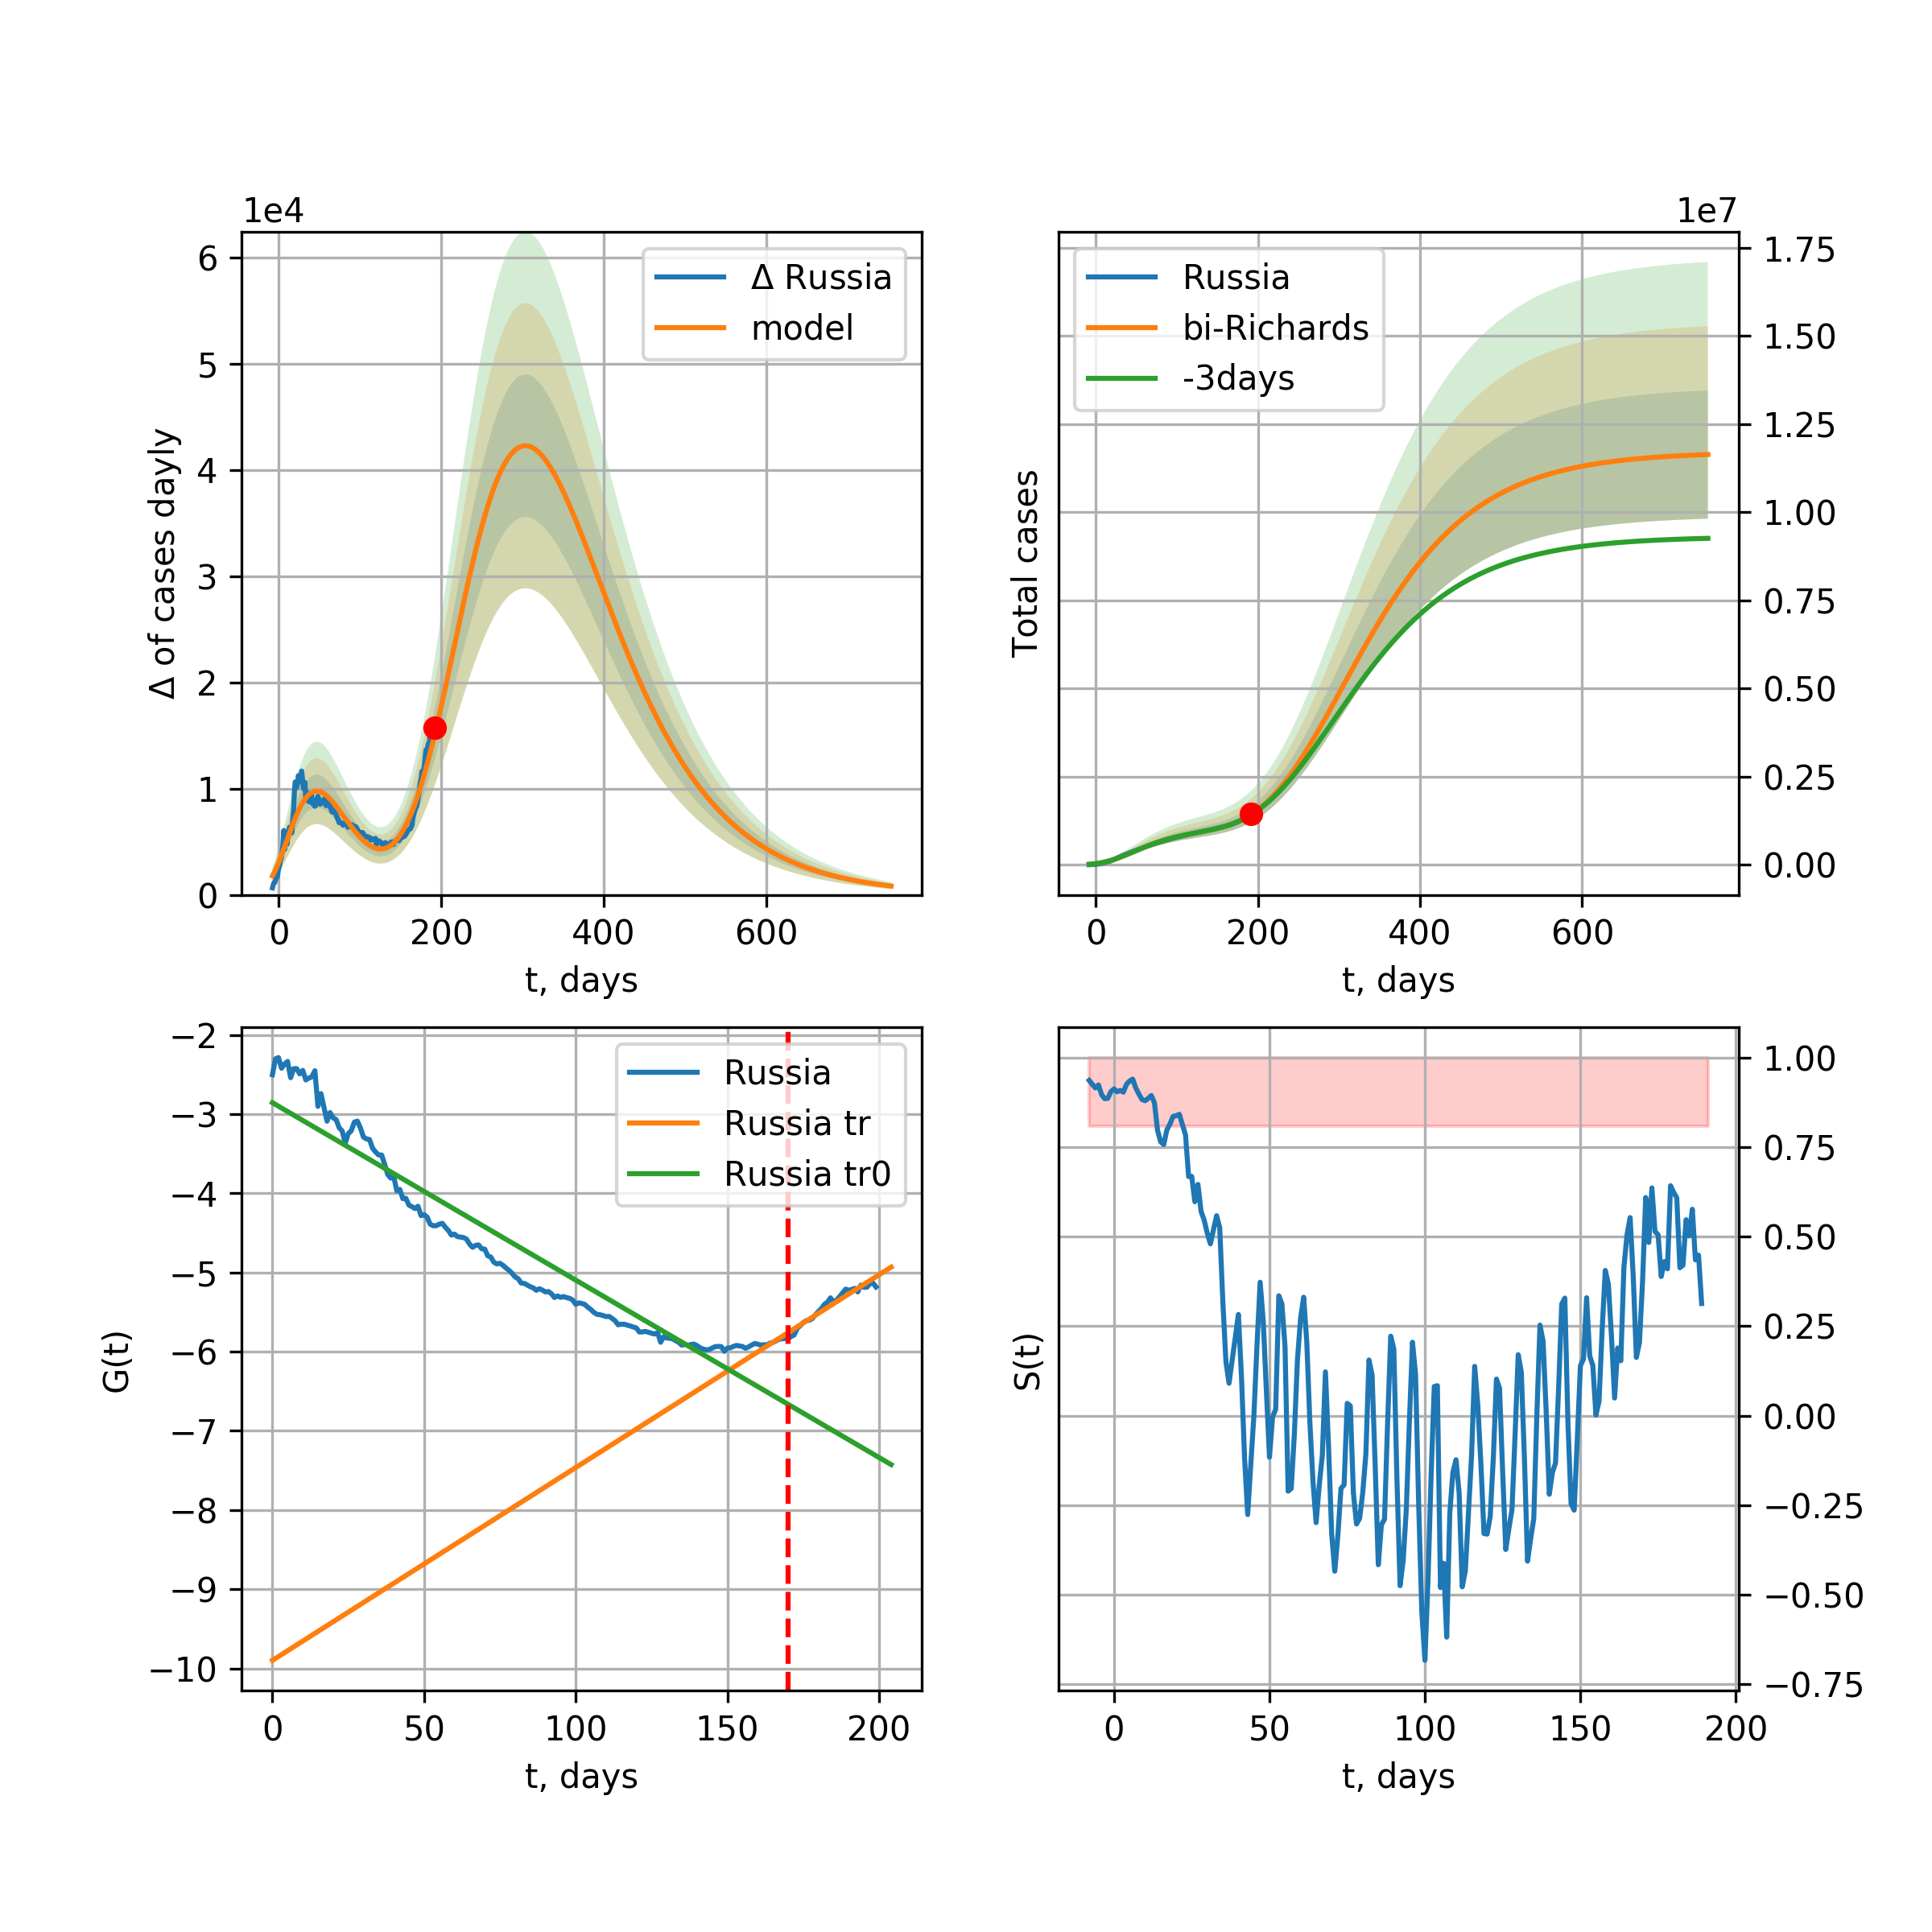 1e4
6
5
4
3
2
1
0
Δ of cases dayly
Δ Russia
model
0 200 400 600
t, days
1e7
1.75
1.50
1.25
1.00
0.75
0.50
0.25
0.00
Total cases
Russia
bi-Richards
-3days
0 200 400 600
t, days
−2
−3
−4
−5
−6
−7
−8
−9
−10
G(t)
Russia
Russia tr
Russia tr0
0 50 100 150 200
t, days
1.00
0.75
0.50
0.25
0.00
−0.25
−0.50
−0.75
S(t)
0 50 100 150 200
t, days